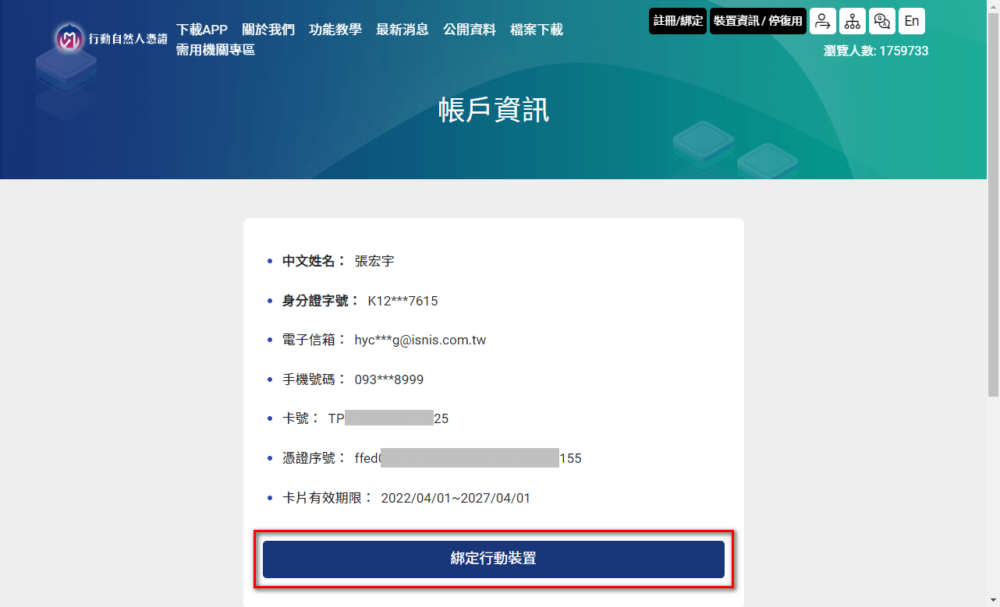 行動自然人憑證
下載APP 關於我們 功能教學 最新消息 公開資料 檔案下載
需用機關專區
註冊/綁定 裝置資訊 / 停復用 En
瀏覽人數: 1759733
帳戶資訊
中文姓名： 張宏宇
身分證字號： K12***7615
電子信箱： hyc***g@isnis.com.tw
手機號碼： 093***8999
卡號： TP 25
憑證序號： ffed 155
卡片有效期限： 2022/04/01~2027/04/01
綁定行動裝置